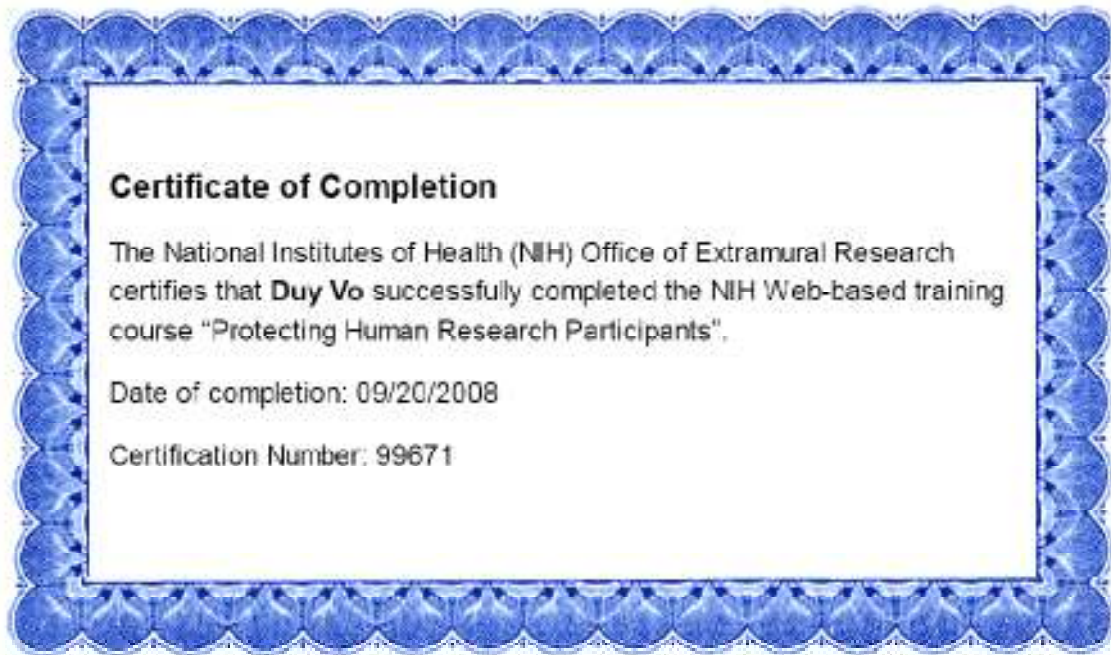 Certificate of Completion
The National Institutes of Health (NIH) Office of Extramural Research
certifies that Duy Vo successfully completed the NIH Web-based training
course “Protecting Human Research Participants”.
Date of completion: 09/20/2008
Certification Number: 99671